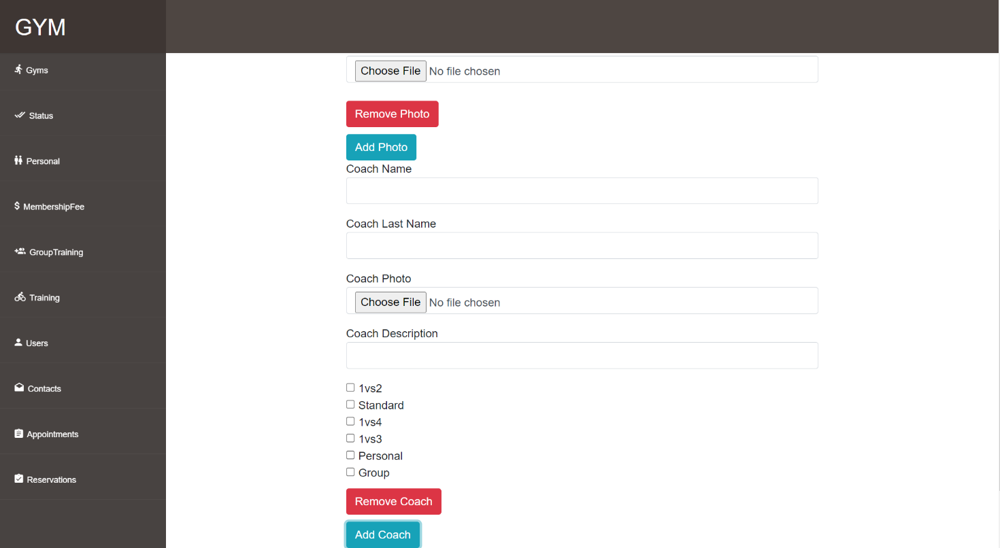 GYM
Gyms
Status
Personal
MembershipFee
GroupTraining
Training
Users
Contacts
Appointments
Reservations
Choose File No file chosen
Remove Photo
Add Photo
Coach Name
Coach Last Name
Coach Photo
Choose File No file chosen
Coach Description
1vs2
Standard
1vs4
1vs3
Personal
Group
Remove Coach
Add Coach